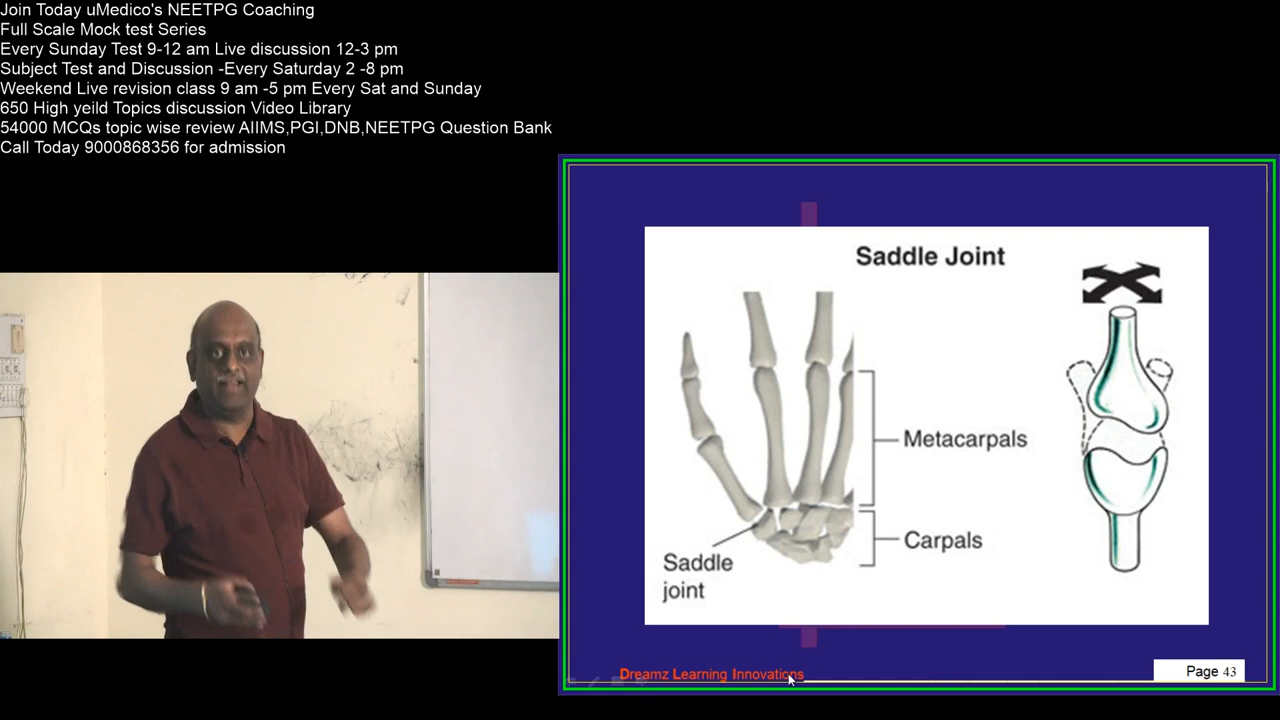 Join Today uMedico's NEETPG Coaching
Full Scale Mock test Series
Every Sunday Test 9-12 am Live discussion 12-3 pm
Subject Test and Discussion -Every Saturday 2 -8 pm
Weekend Live revision class 9 am -5 pm Every Sat and Sunday
650 High yeild Topics discussion Video Library
54000 MCQs topic wise review AIIMS,PGI,DNB,NEETPG Question Bank
Call Today 9000868356 for admission
Saddle Joint
Metacarpals
Carpals
Saddle
joint
Dreamz Learning Innovations
Page 43